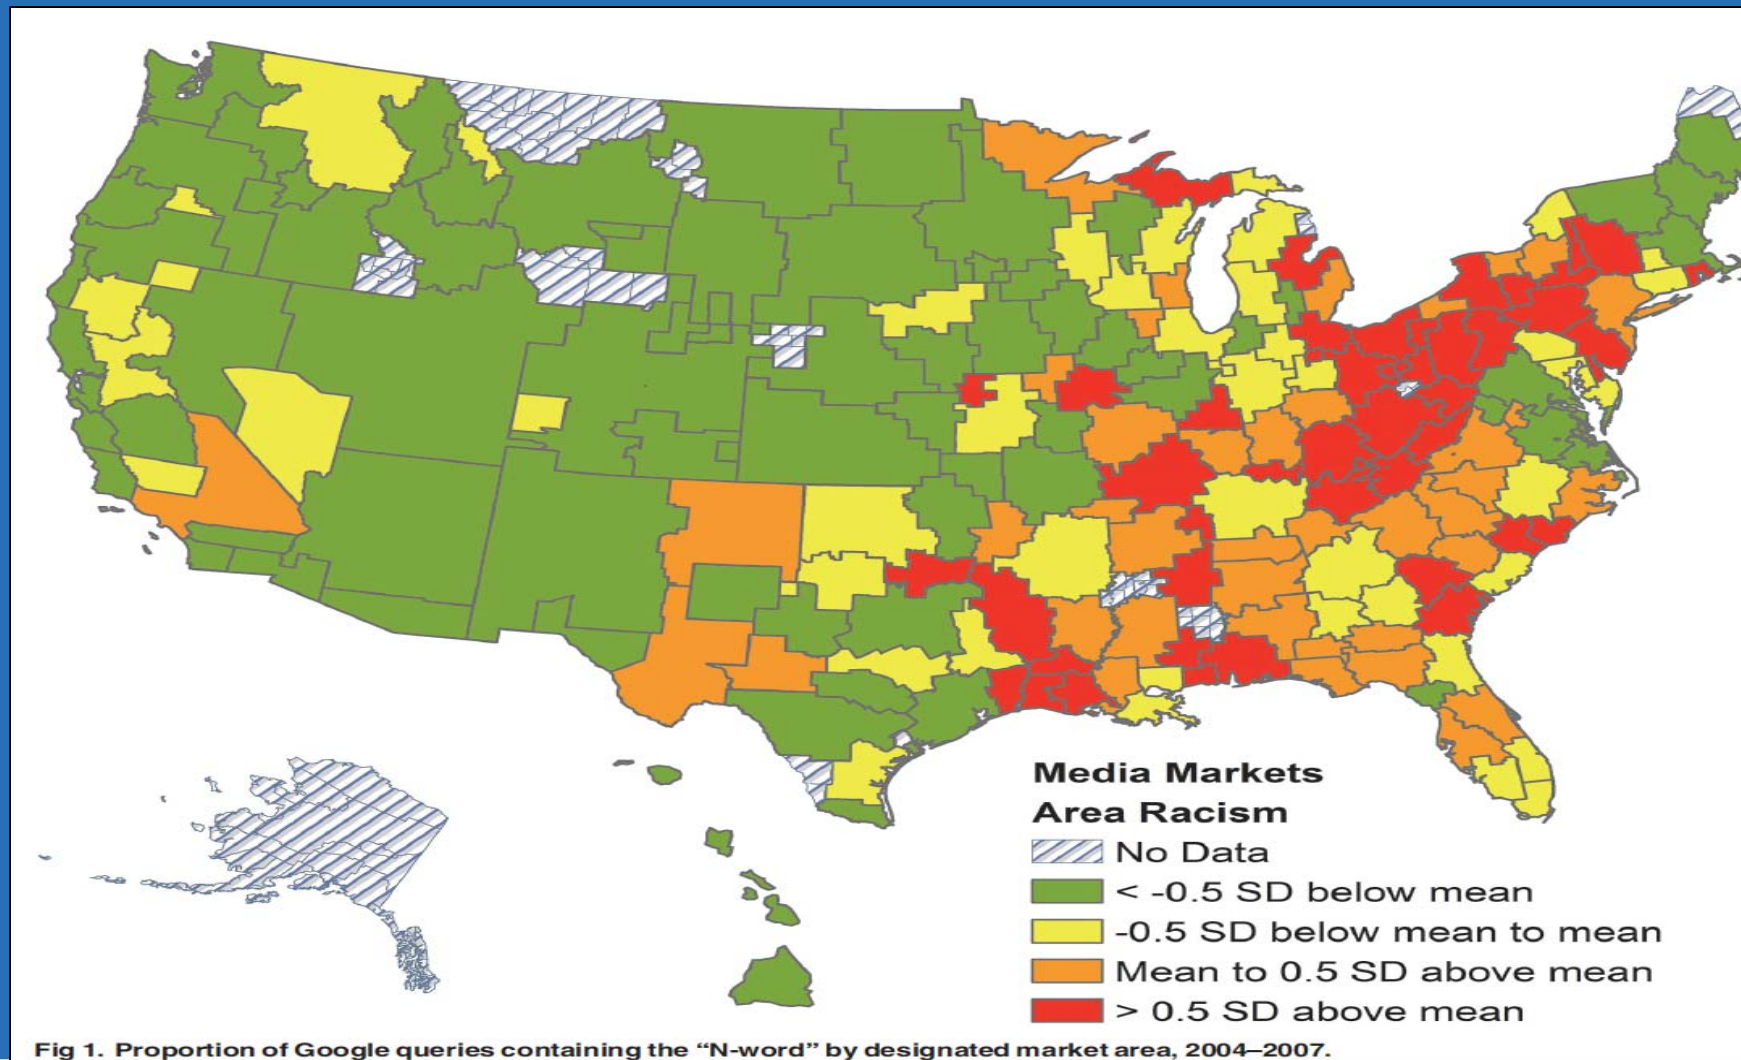 Media Markets
Area Racism
No Data
< -0.5 SD below mean
-0.5 SD below mean to mean
Mean to 0.5 SD above mean
> 0.5 SD above mean
Fig 1. Proportion of Google queries containing the “N-word” by designated market area, 2004–2007.